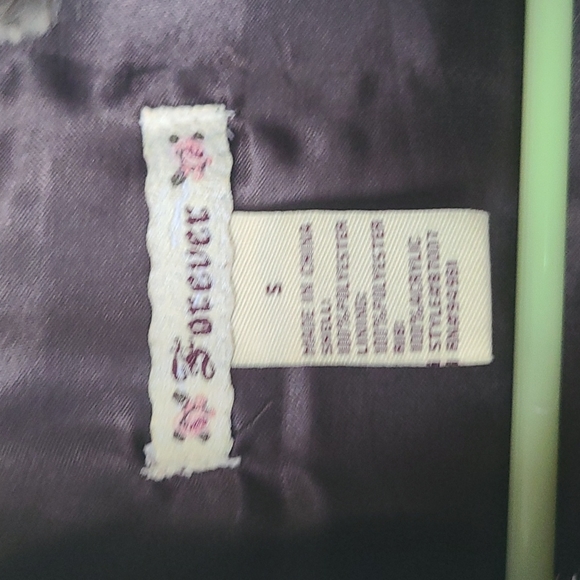 Forever
S
MADE IN CHINA
SHELL:
100% POLYESTER
LINING:
100% POLYESTER
RIB:
100% ACRYLIC